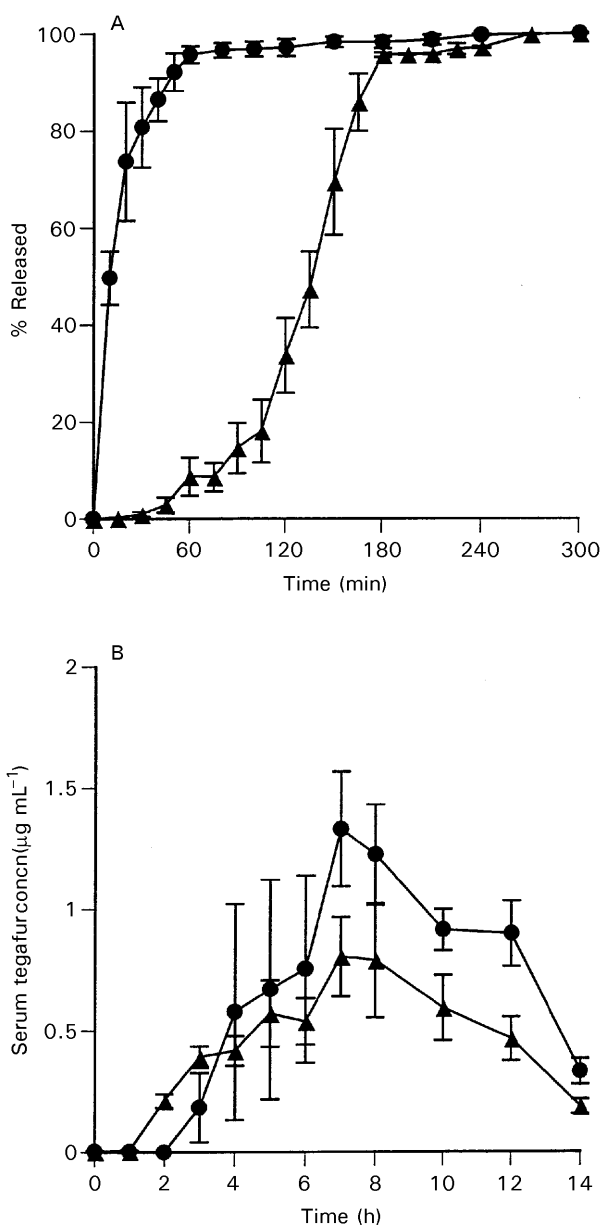 A
100
80
60
40
20
0
% Released
0 60 120 180 240 300
Time (min)
B
2
1.5
1
0.5
0
Serum tegafur concn (µg mL⁻¹)
0 2 4 6 8 10 12 14
Time (h)